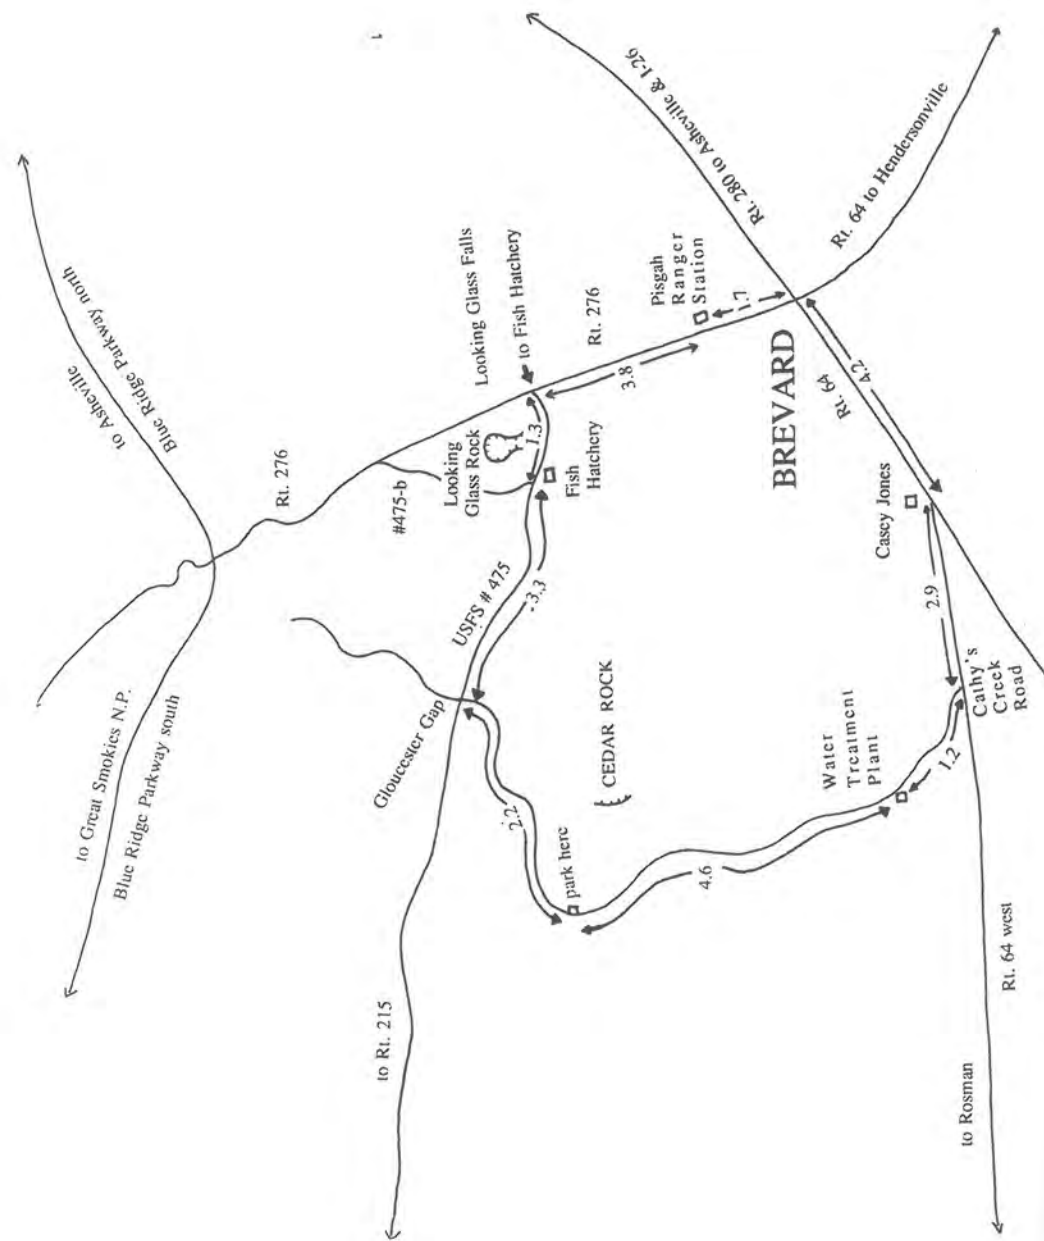 to Asheville
Blue Ridge Parkway north
to Great Smokies N.P.
Blue Ridge Parkway south
Rt. 276
#475-b
Looking
Glass Rock
Looking Glass Falls
to Fish Hatchery
1.3
Fish
Hatchery
Rt. 276
3.8
Pisgah
Ranger
Station
.7
Rt. 280 to Asheville & I-26
Rt. 64 to Hendersonville
BREVARD
Rt. 64
4.2
Casey Jones
2.9
Cathy's
Creek
Road
1.2
Water
Treatment
Plant
4.6
park here
CEDAR ROCK
2.2
Gloucester Gap
USFS # 475
3.3
to Rt. 215
to Rosman
Rt. 64 west